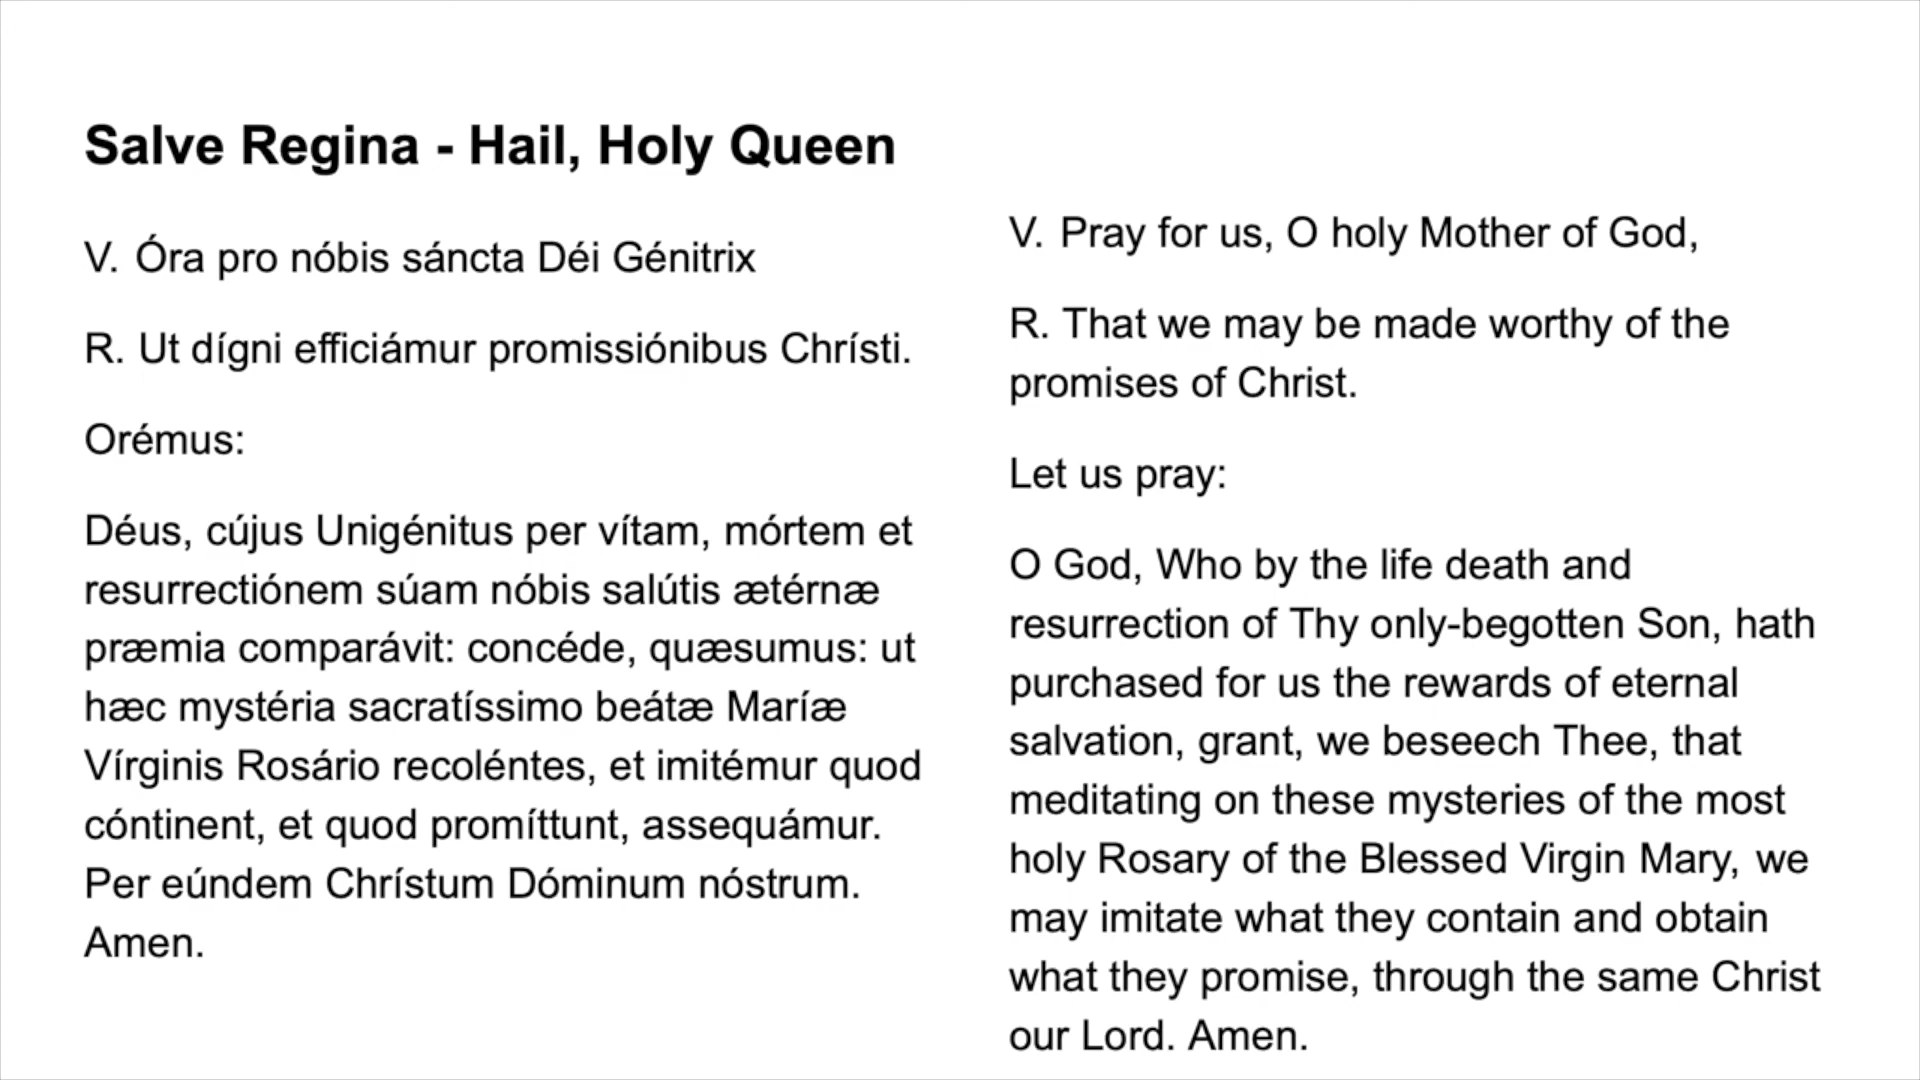 Salve Regina - Hail, Holy Queen
V. Óra pro nóbis sáncta Déi Génitrix
R. Ut dígni efficiámur promissiónibus Chrísti.
Orémus:
Déus, cújus Unigénitus per vítam, mórtem et
resurrectiónem súam nóbis salútis ætérnæ
præmia comparávit: concéde, quæsumus: ut
hæc mystéria sacratíssimo beátæ Maríæ
Vírginis Rosário recoléntes, et imitémur quod
cóntinent, et quod promíttunt, assequámur.
Per eúndem Chrístum Dóminum nóstrum.
Amen.
V. Pray for us, O holy Mother of God,
R. That we may be made worthy of the
promises of Christ.
Let us pray:
O God, Who by the life death and
resurrection of Thy only-begotten Son, hath
purchased for us the rewards of eternal
salvation, grant, we beseech Thee, that
meditating on these mysteries of the most
holy Rosary of the Blessed Virgin Mary, we
may imitate what they contain and obtain
what they promise, through the same Christ
our Lord. Amen.